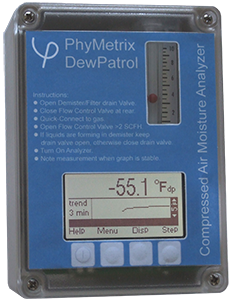 PhyMetrix
DewPatrol
Instructions:
Open Demister/Filter drain Valve.
Close Flow Control Valve at rear.
Quick-Connect to gas.
Open Flow Control Valve >2 SCFH.
If liquids are forming in demister keep
drain valve open, otherwise close drain valve.
Turn On Analyzer.
Note measurement when graph is stable.
Compressed Air Moisture Analyzer
-55.1 °Fdp
trend
3 min
Help Menu Disp Step